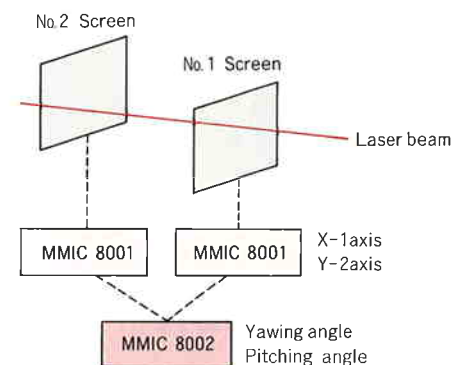 No. 2 Screen
No. 1 Screen
Laser beam
MMIC 8001
MMIC 8001
X-1axis
Y-2axis
MMIC 8002
Yawing angle
Pitching angle